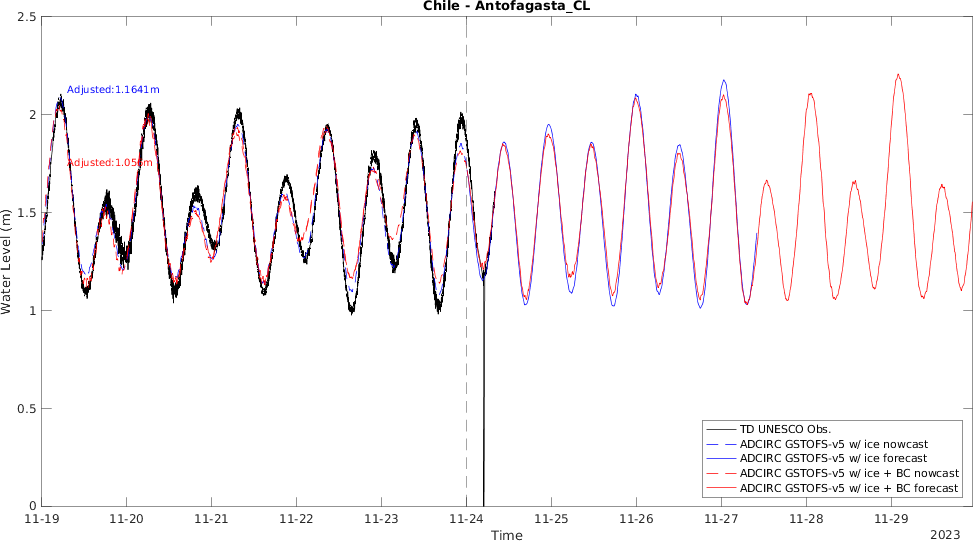 Chile - Antofagasta_CL
2.5
2
1.5
1
0.5
0
Water Level (m)
Adjusted:1.1641m
Adjusted:1.056m
TD UNESCO Obs.
ADCIRC GSTOFS-v5 w/ ice nowcast
ADCIRC GSTOFS-v5 w/ ice forecast
ADCIRC GSTOFS-v5 w/ ice + BC nowcast
ADCIRC GSTOFS-v5 w/ ice + BC forecast
11-19 11-20 11-21 11-22 11-23 11-24 11-25 11-26 11-27 11-28 11-29
Time
2023